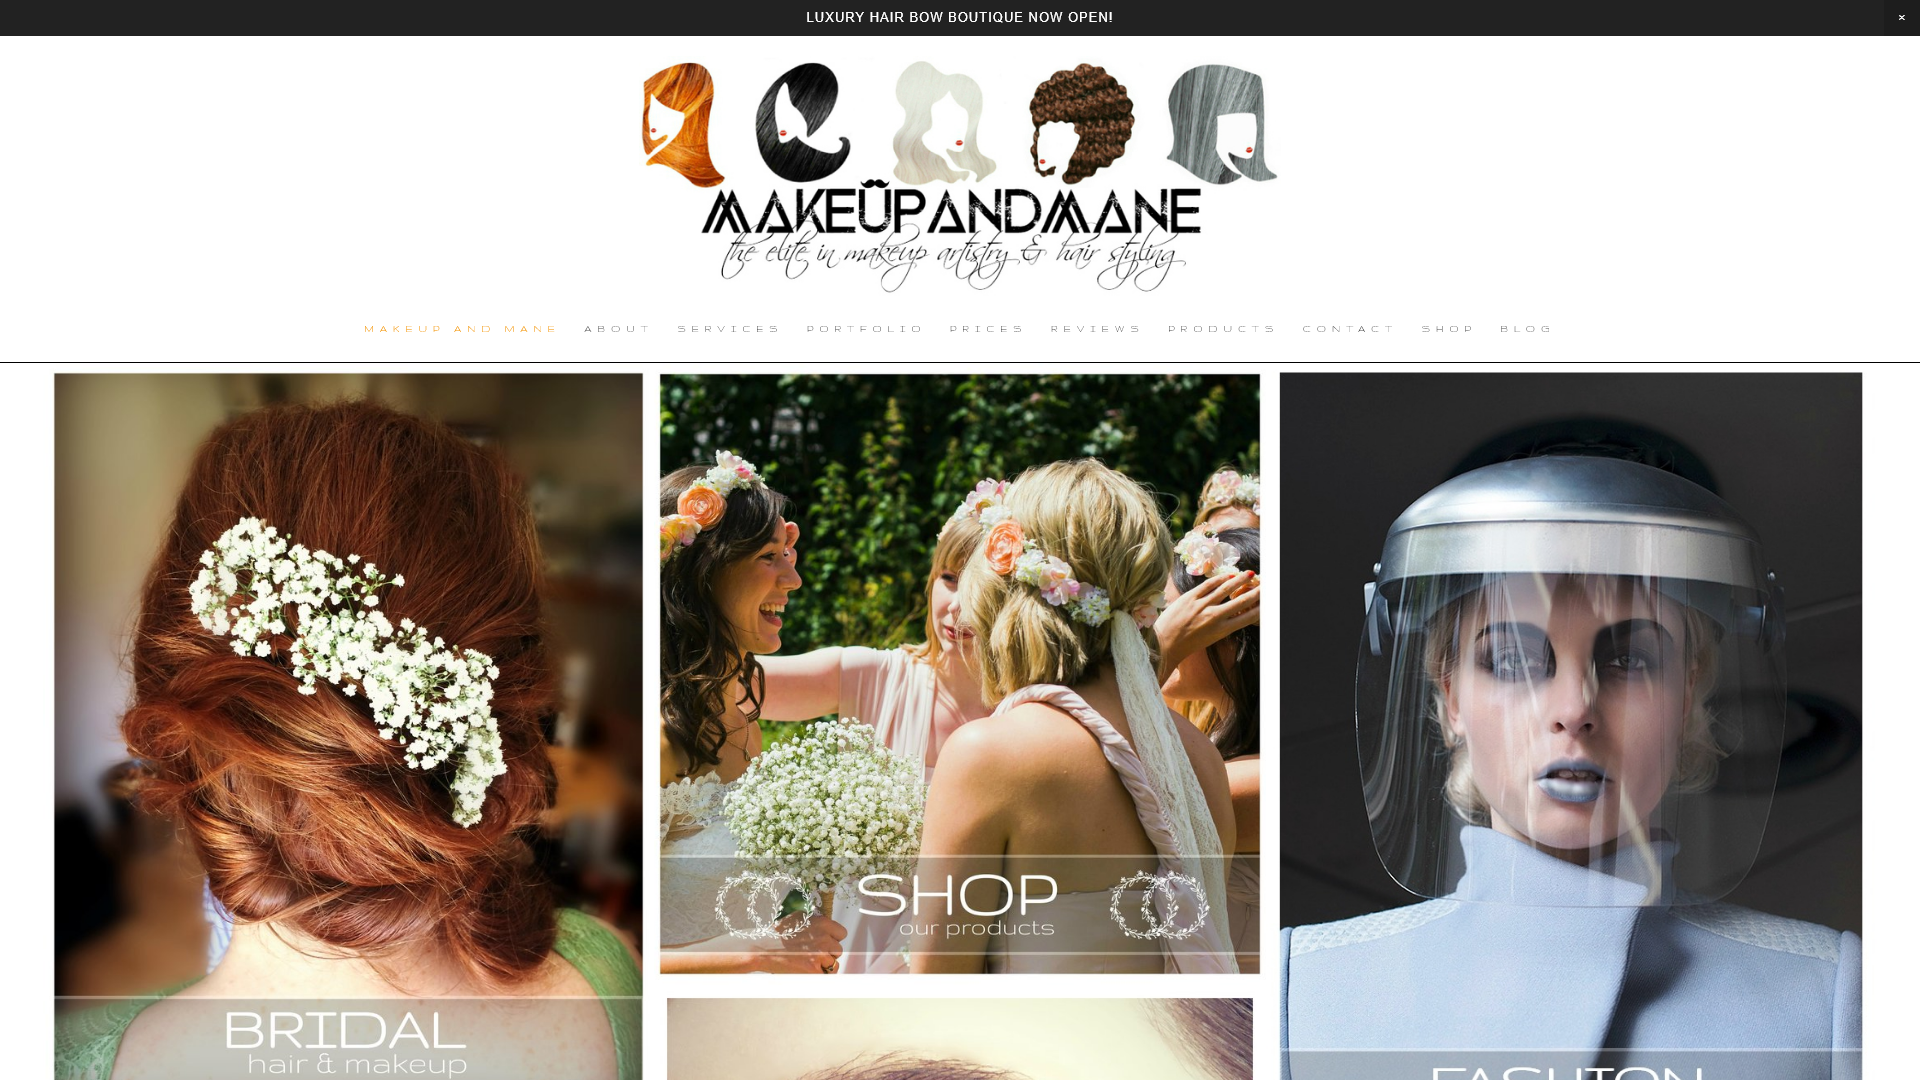 LUXURY HAIR BOW BOUTIQUE NOW OPEN!
×
MAKEÜPANDMANE
the elite in makeup artistry & hair styling
MAKEUP AND MANE ABOUT SERVICES PORTFOLIO PRICES REVIEWS PRODUCTS CONTACT SHOP BLOG
SHOP
our products
BRIDAL
hair & makeup
FASHION